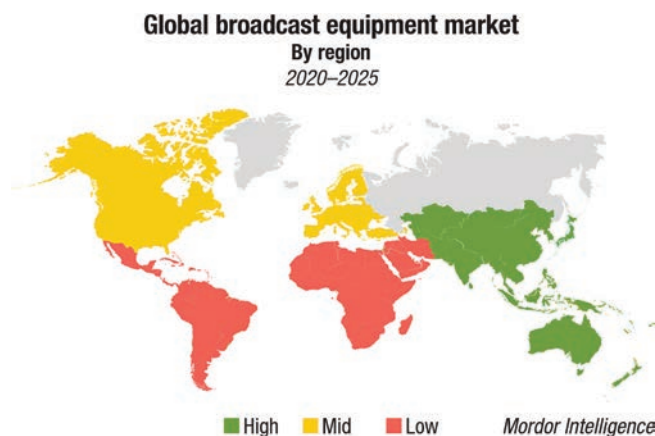 Global broadcast equipment market
By region
2020–2025
High Mid Low Mordor Intelligence